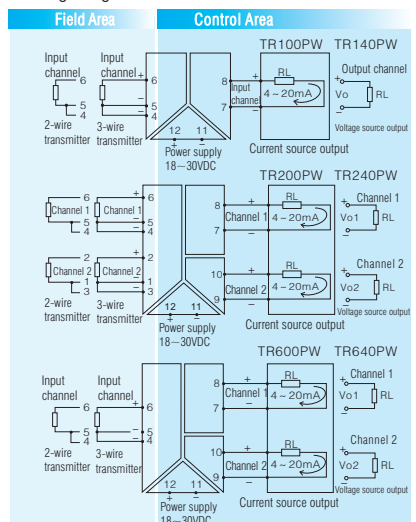 Field Area Control Area
TR100PW TR140PW
Input channel
Input channel
6 5 4
+ 6 − 5 − 4
2-wire transmitter
3-wire transmitter
8 + 7 −
Input channel
RL
4~20mA
Output channel
+ Vo − RL
12 11
+ −
Power supply
18~30VDC
Current source output
Voltage source output
TR200PW TR240PW
6 Channel 1 5 4
+ 6 Channel 1 − 5 4
8 + Channel 1 7 −
RL
4~20mA
Channel 1
+ Vo1 − RL
2 Channel 2 1 3
+ 2 Channel 2 − 1 − 3
10 + Channel 2 9 −
RL
4~20mA
Channel 2
+ Vo2 − RL
2-wire transmitter
3-wire transmitter
12 11
+ −
Power supply
18~30VDC
Current source output
Voltage source output
TR600PW TR640PW
Input channel
Input channel
6 5 4
+ 6 − 5 − 4
2-wire transmitter
3-wire transmitter
8 + Channel 1 7 −
RL
4~20mA
Channel 1
+ Vo1 − RL
10 + Channel 2 9 −
RL
4~20mA
Channel 2
+ Vo2 − RL
12 11
+ −
Power supply
18~30VDC
Current source output
Voltage source output